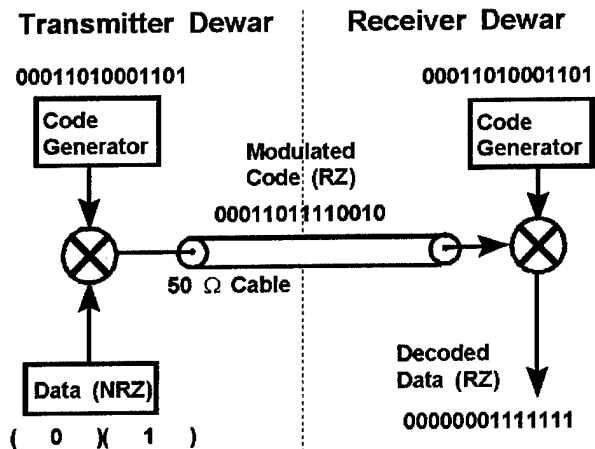 Transmitter Dewar
Receiver Dewar
00011010001101
00011010001101
Code
Generator
Code
Generator
Modulated
Code (RZ)
00011011110010
50 Ω Cable
Data (NRZ)
( 0 )( 1 )
Decoded
Data (RZ)
00000001111111